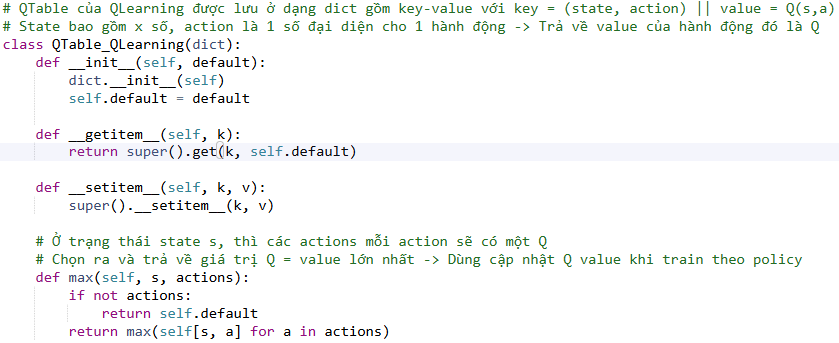 # QTable của QLearning được lưu ở dạng dict gồm key-value với key = (state, action) || value = Q(s,a)
# State bao gồm x số, action là 1 số đại diện cho 1 hành động -> Trả về value của hành động đó là Q
class QTable_QLearning(dict):
    def __init__(self, default):
        dict.__init__(self)
        self.default = default

    def __getitem__(self, k):
        return super().get(k, self.default)

    def __setitem__(self, k, v):
        super().__setitem__(k, v)

    # Ở trạng thái state s, thì các actions mỗi action sẽ có một Q
    # Chọn ra và trả về giá trị Q = value lớn nhất -> Dùng cập nhật Q value khi train theo policy
    def max(self, s, actions):
        if not actions:
            return self.default
        return max(self[s, a] for a in actions)